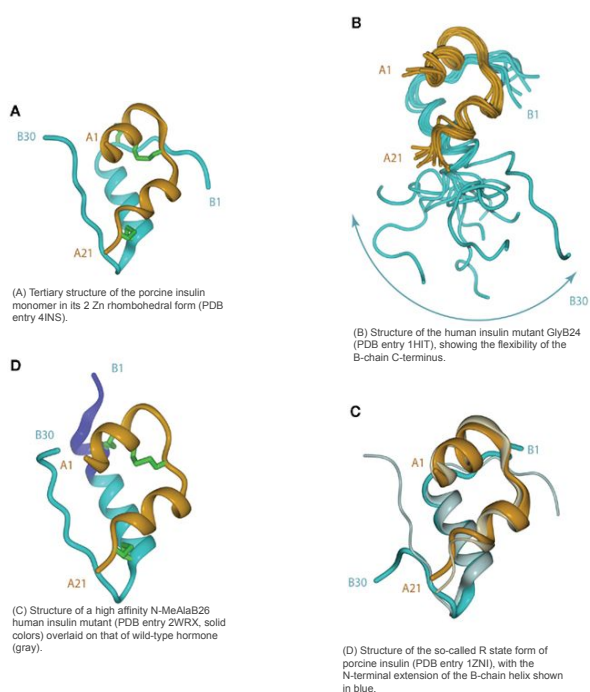 A
B30
A1
B1
A21
(A) Tertiary structure of the porcine insulin
monomer in its 2 Zn rhombohedral form (PDB
entry 4INS).
B
A1
B1
A21
B30
(B) Structure of the human insulin mutant GlyB24
(PDB entry 1HIT), showing the flexibility of the
B-chain C-terminus.
D
B1
B30
A1
A21
(C) Structure of a high affinity N-MeAlaB26
human insulin mutant (PDB entry 2WRX, solid
colors) overlaid on that of wild-type hormone
(gray).
C
A1
B1
B30
A21
(D) Structure of the so-called R state form of
porcine insulin (PDB entry 1ZNI), with the
N-terminal extension of the B-chain helix shown
in blue.